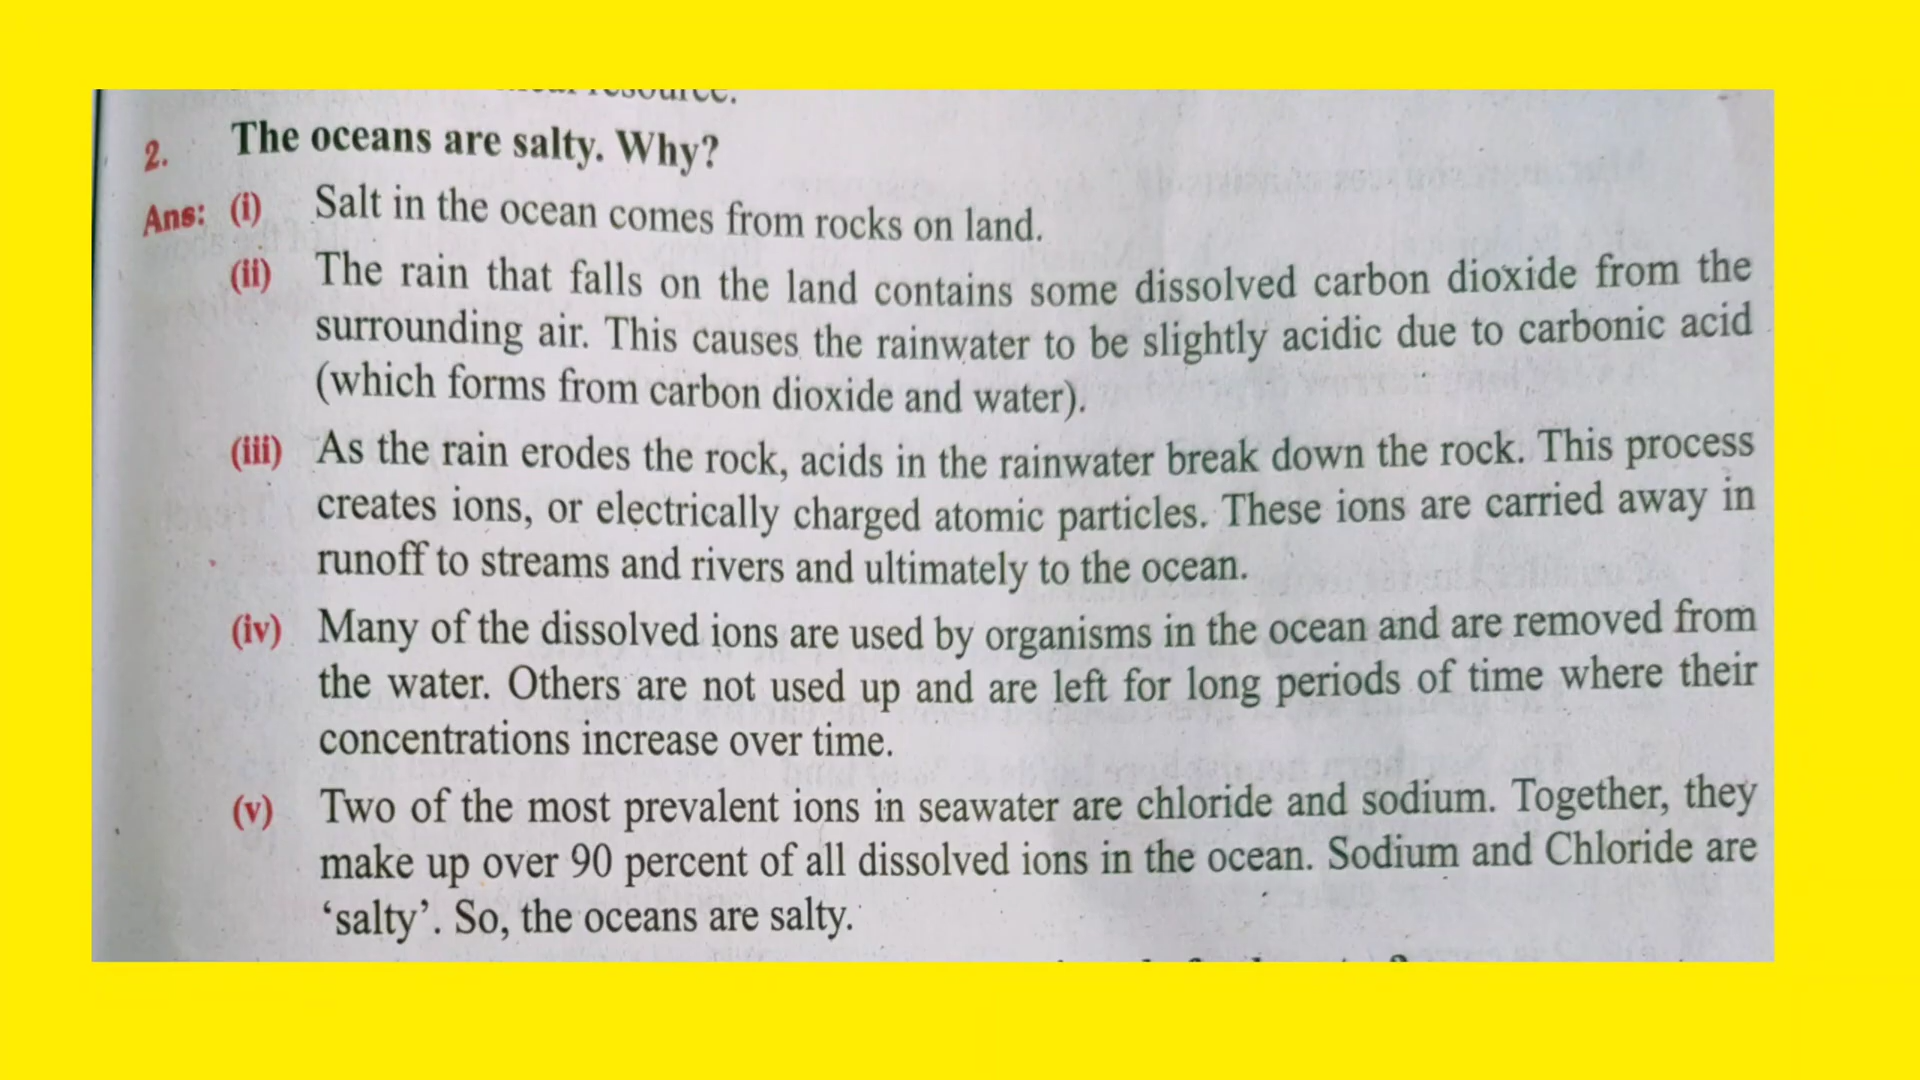 resource.
2. The oceans are salty. Why?
Ans: (i) Salt in the ocean comes from rocks on land.
(ii) The rain that falls on the land contains some dissolved carbon dioxide from the
surrounding air. This causes the rainwater to be slightly acidic due to carbonic acid
(which forms from carbon dioxide and water).
(iii) As the rain erodes the rock, acids in the rainwater break down the rock. This process
creates ions, or electrically charged atomic particles. These ions are carried away in
runoff to streams and rivers and ultimately to the ocean.
(iv) Many of the dissolved ions are used by organisms in the ocean and are removed from
the water. Others are not used up and are left for long periods of time where their
concentrations increase over time.
(v) Two of the most prevalent ions in seawater are chloride and sodium. Together, they
make up over 90 percent of all dissolved ions in the ocean. Sodium and Chloride are
‘salty’. So, the oceans are salty.